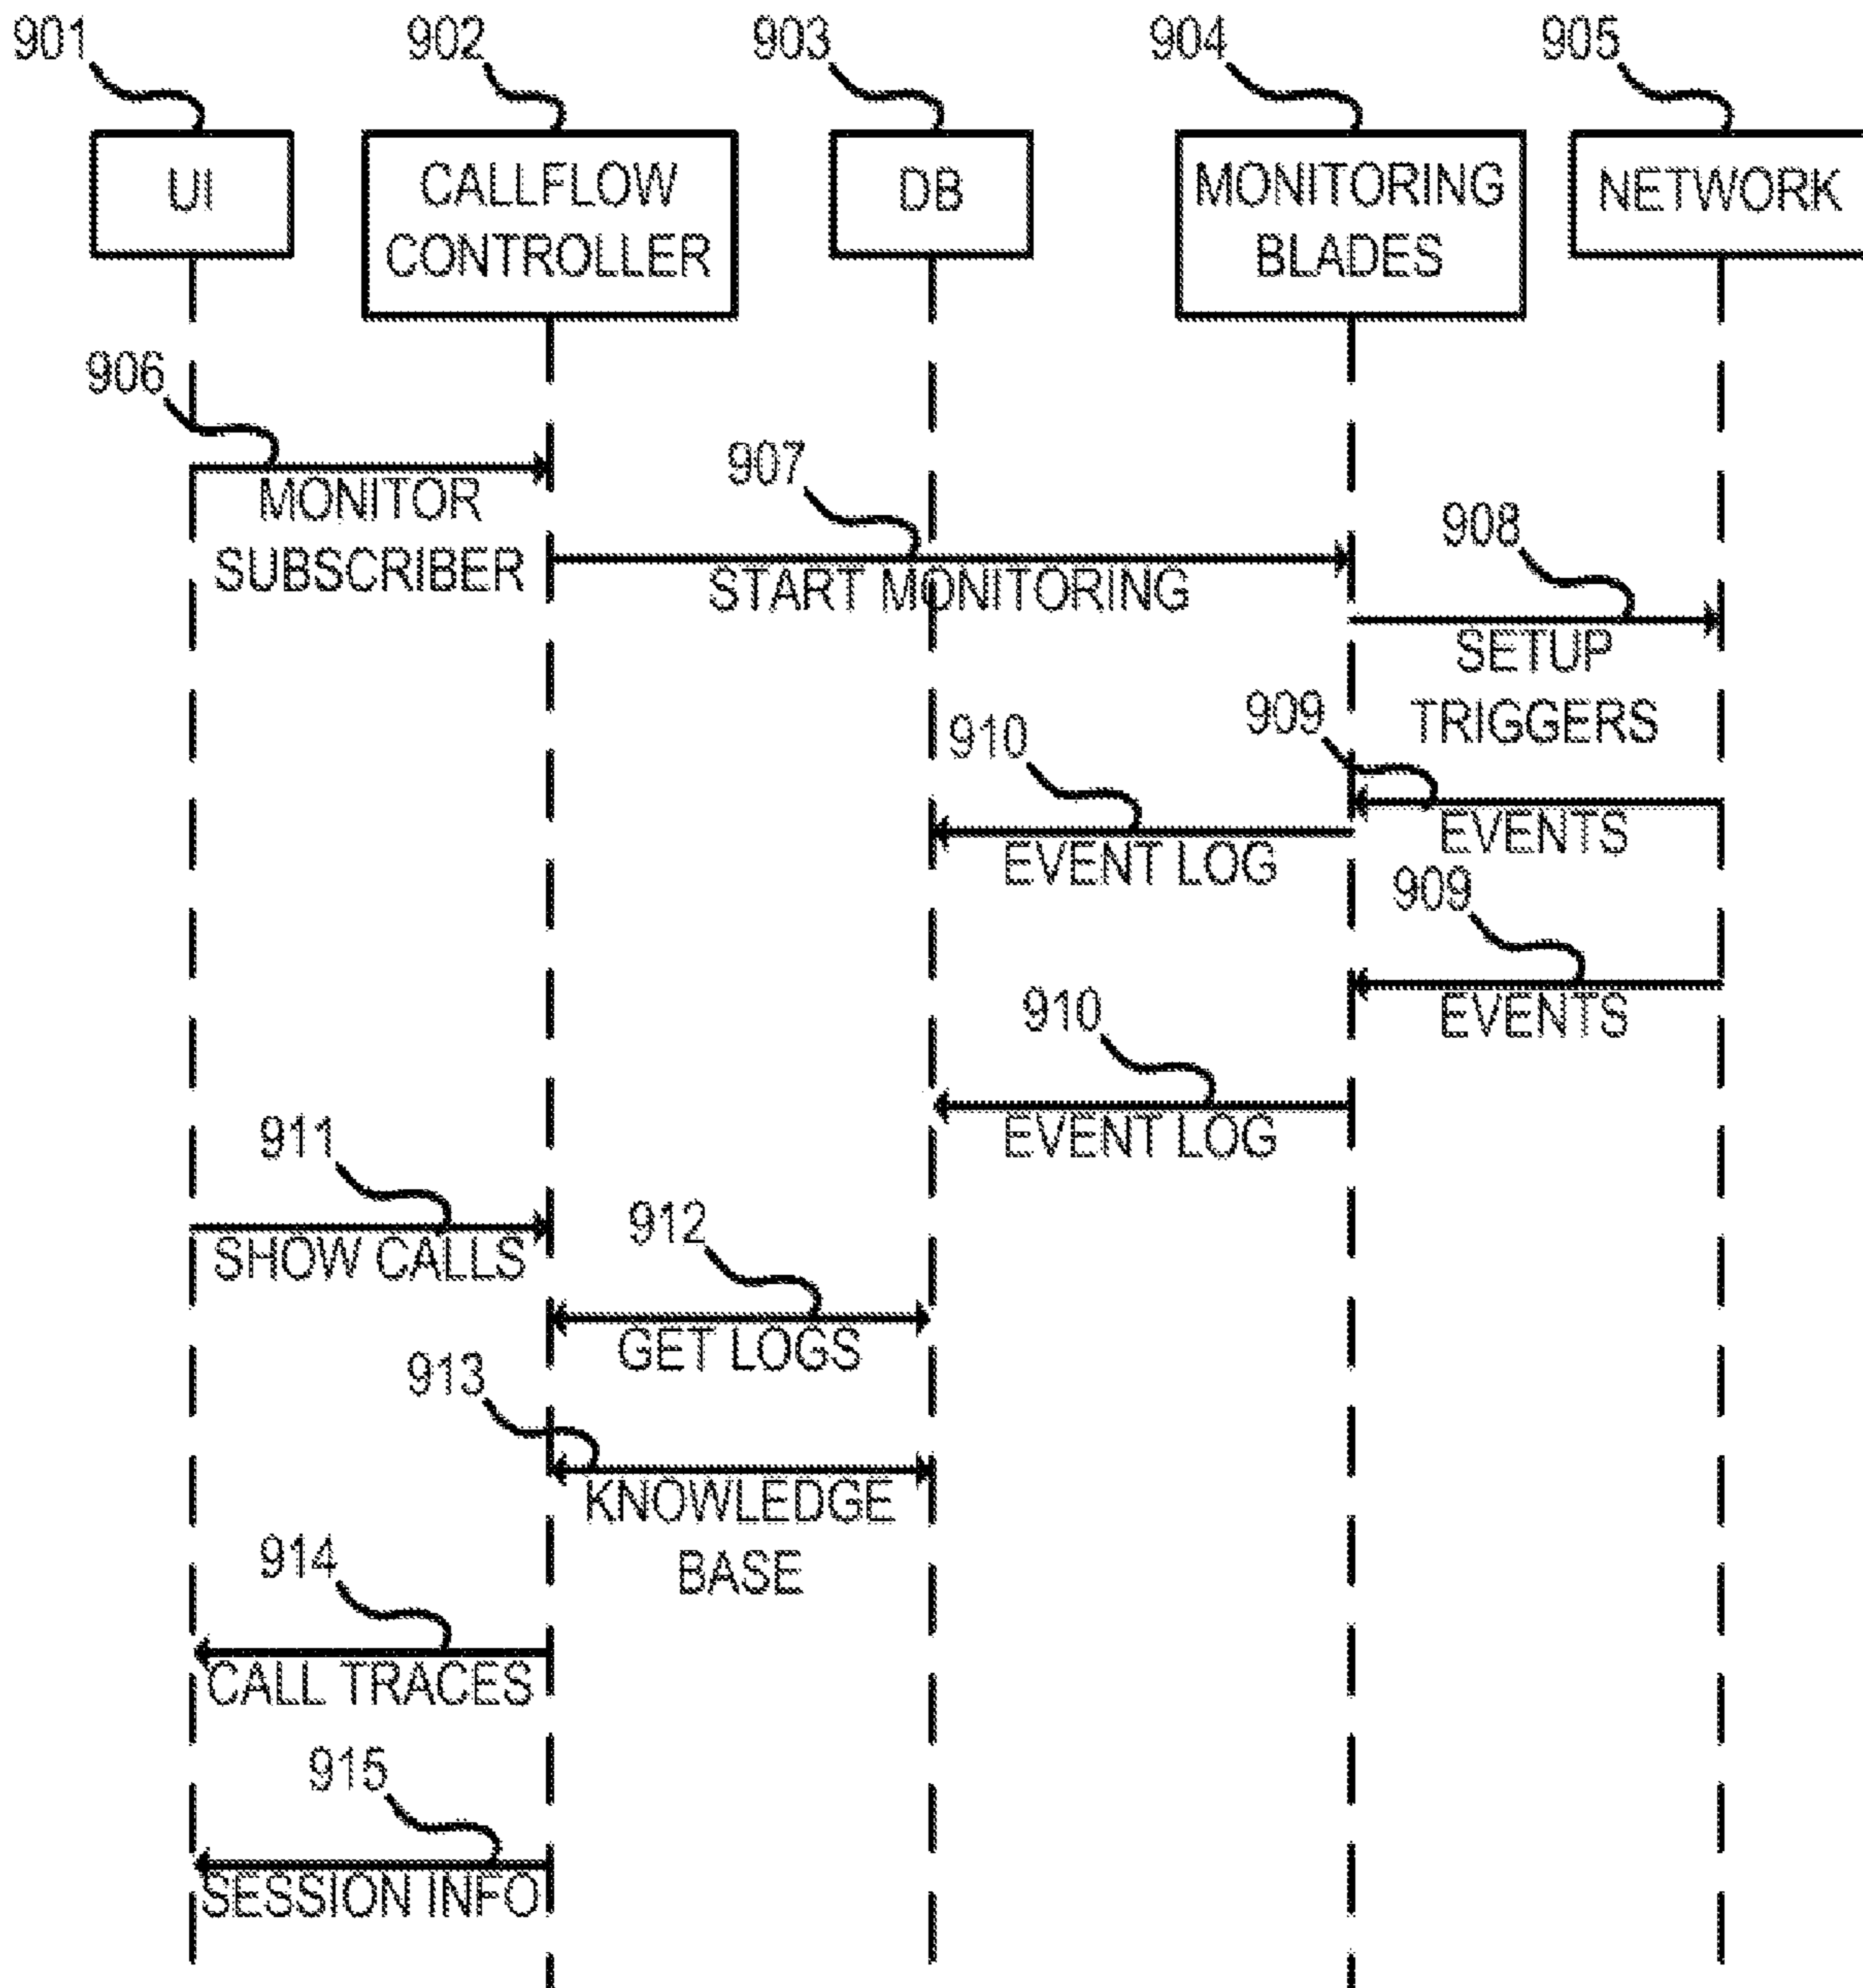 901
902
903
904
905
UI
CALLFLOW
CONTROLLER
DB
MONITORING
BLADES
NETWORK
906
MONITOR
SUBSCRIBER
907
START MONITORING
908
SETUP
TRIGGERS
909
EVENTS
910
EVENT LOG
909
EVENTS
910
EVENT LOG
911
SHOW CALLS
912
GET LOGS
913
KNOWLEDGE
BASE
914
CALL TRACES
915
SESSION INFO